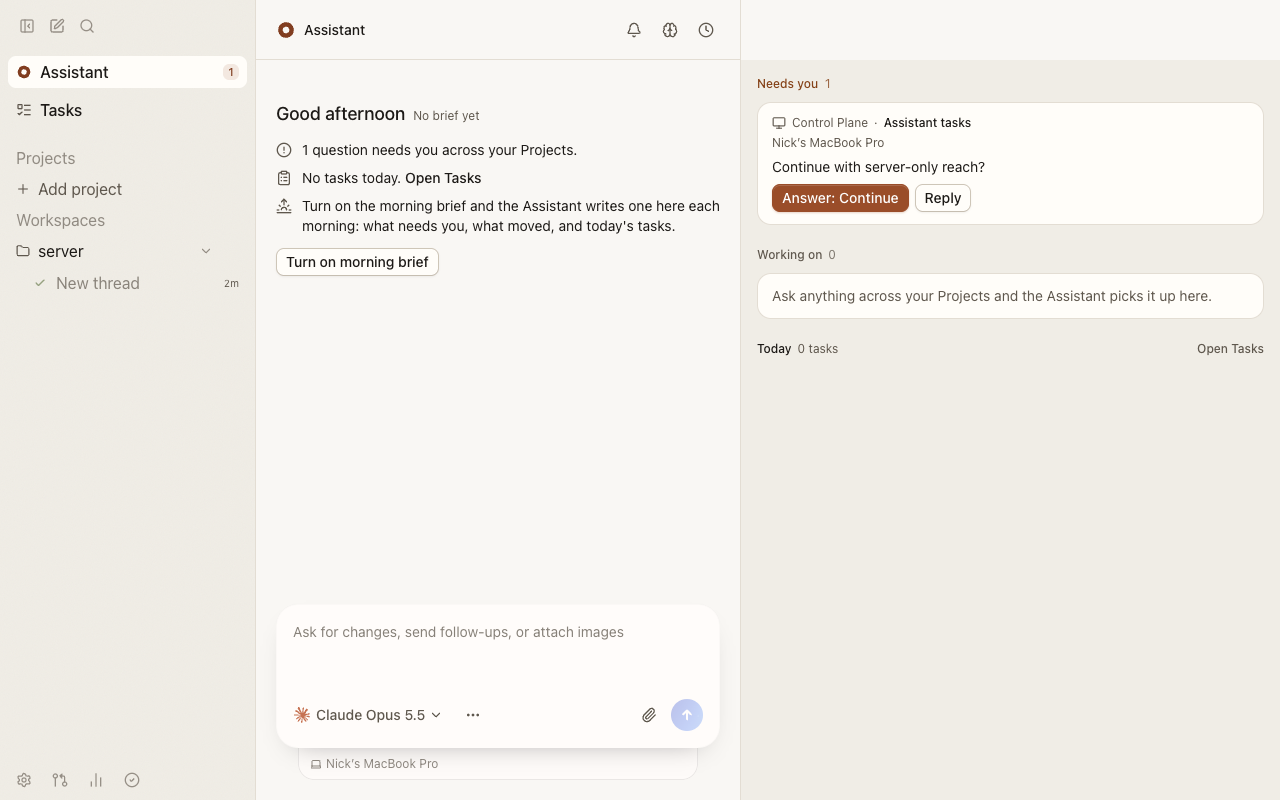 Assistant
1
Tasks
Projects
Add project
Workspaces
server
New thread
2m
Assistant
Good afternoon No brief yet
1 question needs you across your Projects.
No tasks today. Open Tasks
Turn on the morning brief and the Assistant writes one here each
morning: what needs you, what moved, and today's tasks.
Turn on morning brief
Ask for changes, send follow-ups, or attach images
Claude Opus 5.5
Nick's MacBook Pro
Needs you 1
Control Plane · Assistant tasks
Nick's MacBook Pro
Continue with server-only reach?
Answer: Continue
Reply
Working on 0
Ask anything across your Projects and the Assistant picks it up here.
Today 0 tasks
Open Tasks